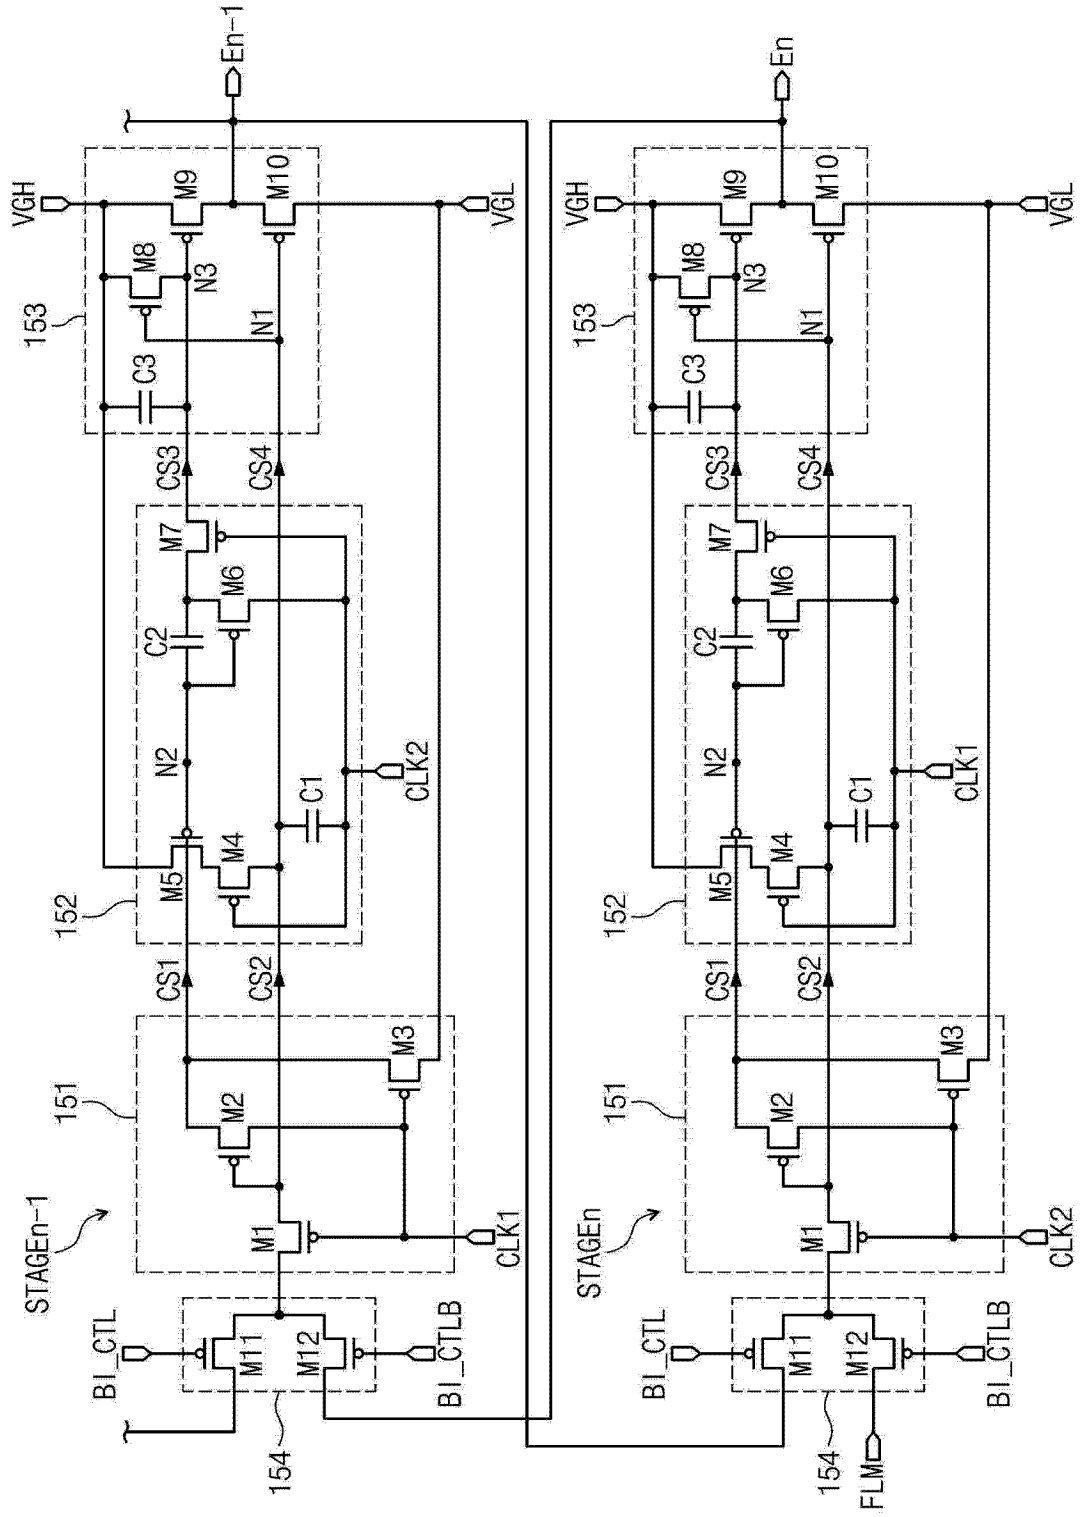 STAGEn-1
151
152
153
154
VGH
En-1
M8
M9
C3
N3
CS3
M7
C2
M6
N2
M5
M4
CS1
M2
M1
M11
M12
BI_CTL
BI_CTLB
CS2
C1
CLK2
CS4
N1
M10
VGL
M3
CLK1
STAGEn
151
152
153
154
VGH
En
M8
M9
C3
N3
CS3
M7
C2
M6
N2
M5
M4
CS1
M2
M1
M11
M12
BI_CTL
BI_CTLB
FLM
CS2
C1
CLK1
CS4
N1
M10
VGL
M3
CLK2